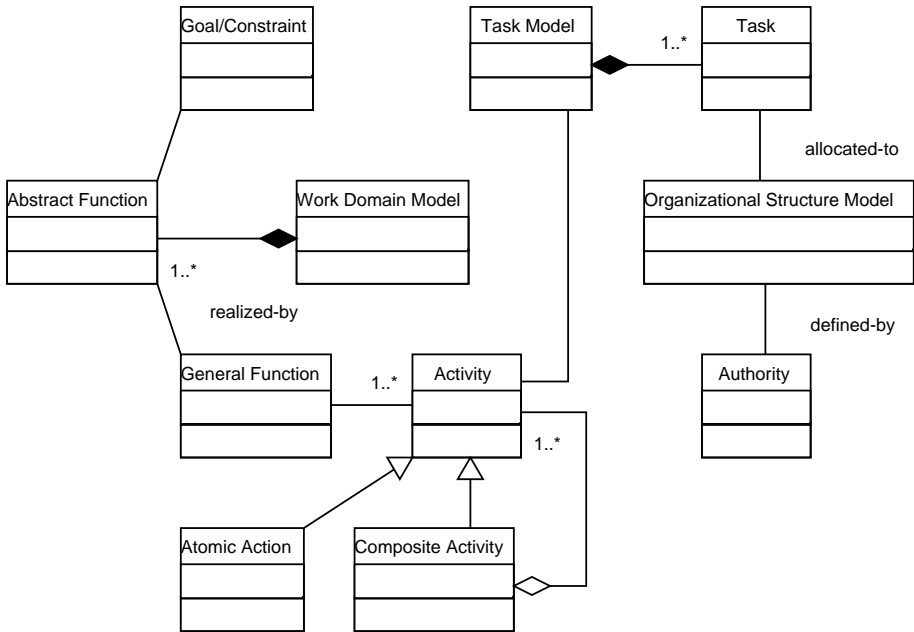 Goal/Constraint
Task Model
Task
1..*
allocated-to
Abstract Function
Work Domain Model
Organizational Structure Model
1..*
realized-by
defined-by
General Function
1..*
Activity
Authority
1..*
Atomic Action
Composite Activity